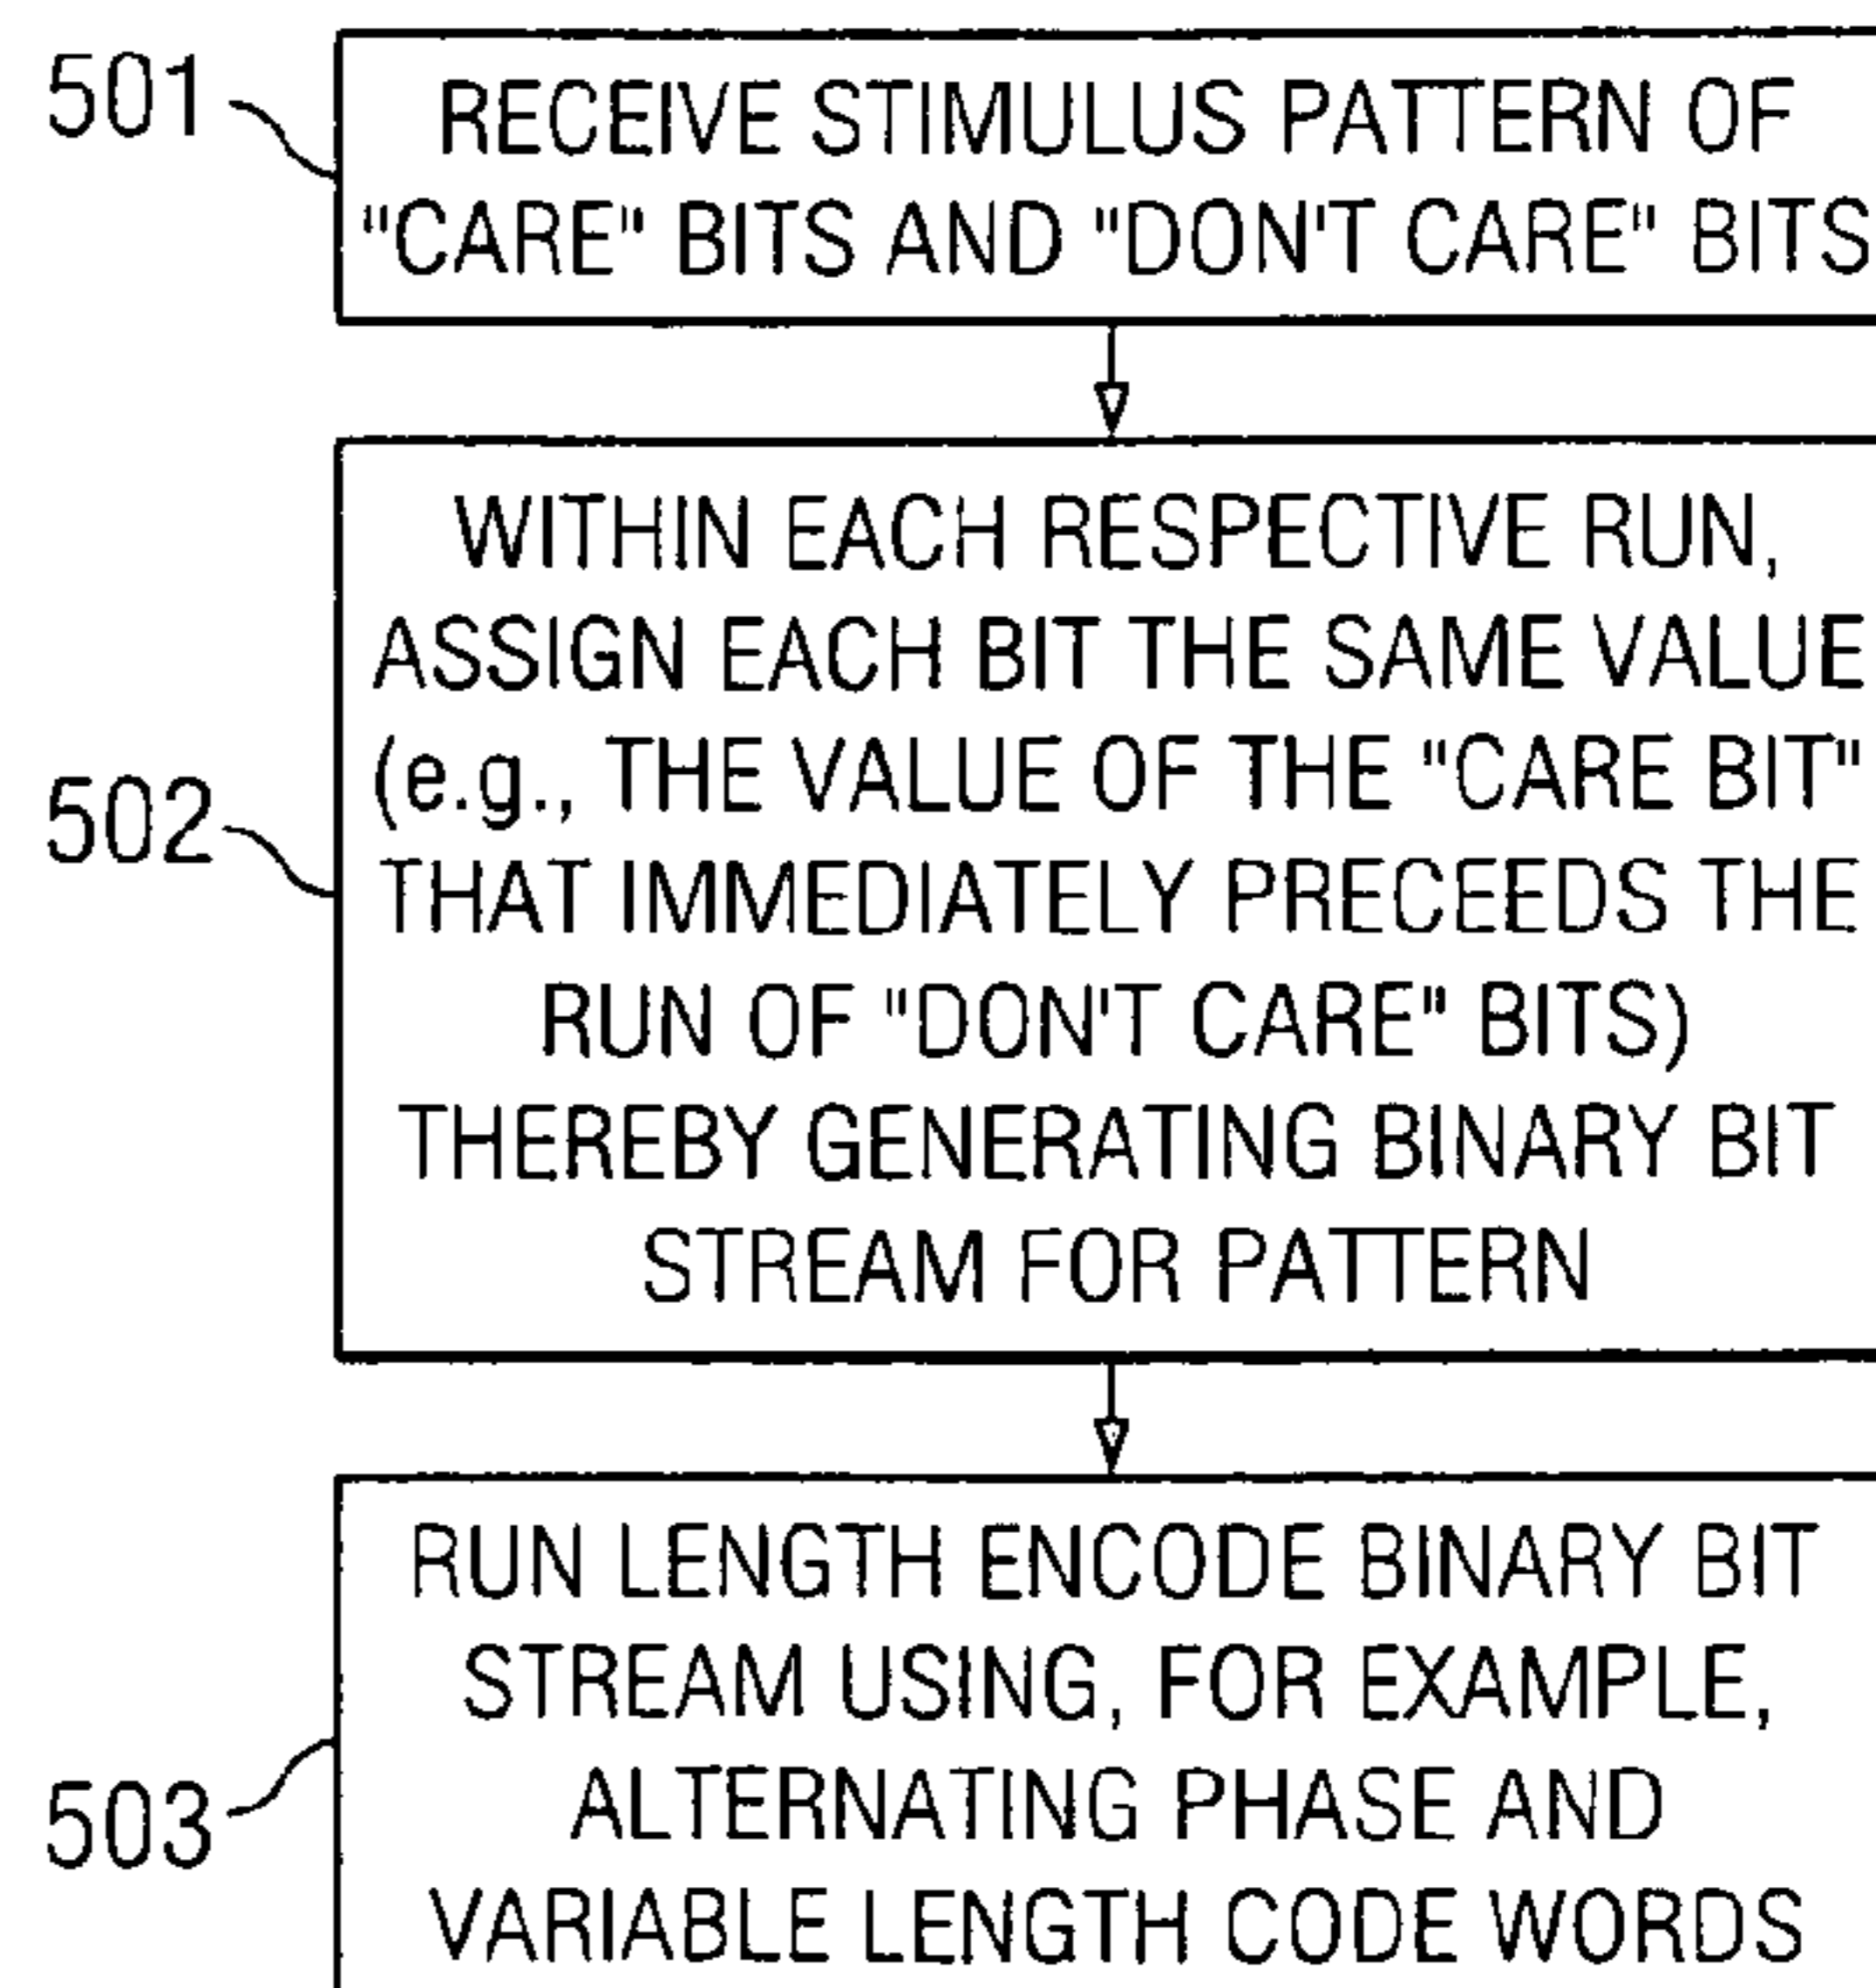 501
RECEIVE STIMULUS PATTERN OF
"CARE" BITS AND "DON'T CARE" BITS
WITHIN EACH RESPECTIVE RUN,
ASSIGN EACH BIT THE SAME VALUE
(e.g., THE VALUE OF THE "CARE BIT"
502
THAT IMMEDIATELY PRECEEDS THE
RUN OF "DON'T CARE" BITS)
THEREBY GENERATING BINARY BIT
STREAM FOR PATTERN
RUN LENGTH ENCODE BINARY BIT
STREAM USING, FOR EXAMPLE,
503
ALTERNATING PHASE AND
VARIABLE LENGTH CODE WORDS